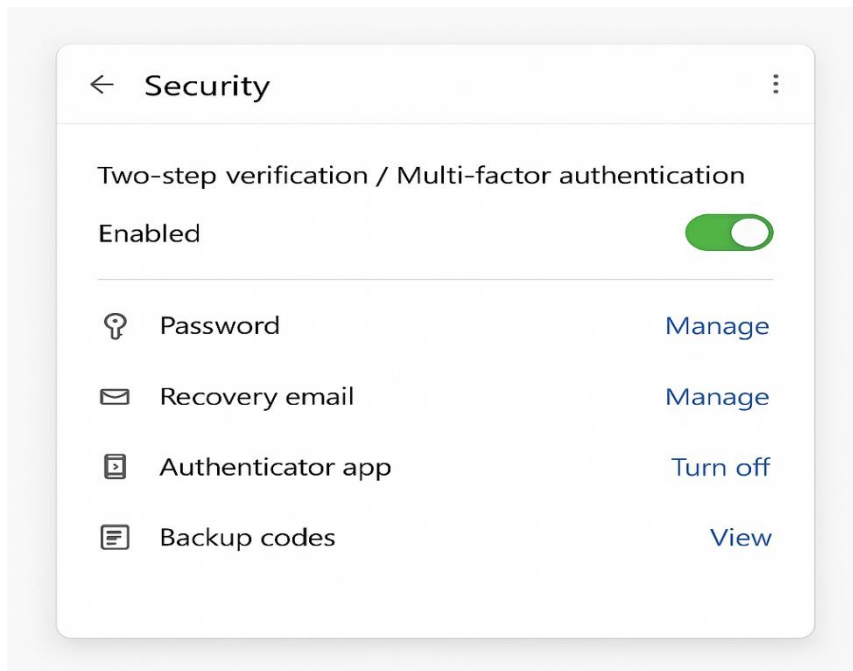 Security
Two-step verification / Multi-factor authentication
Enabled
Password Manage
Recovery email Manage
Authenticator app Turn off
Backup codes View